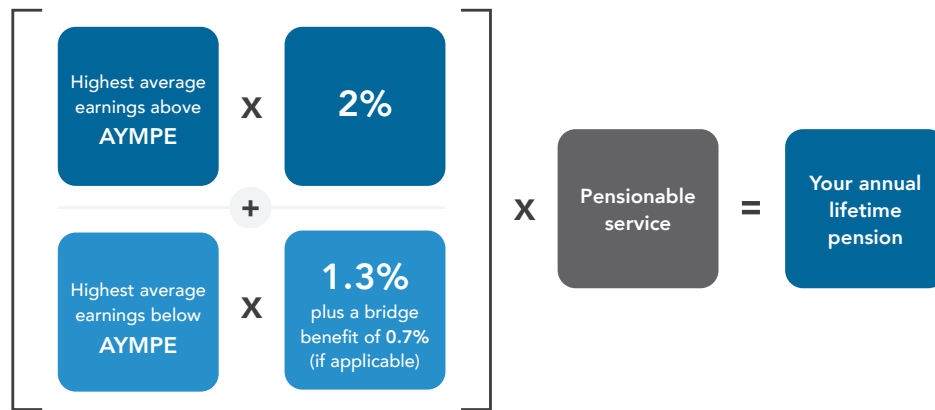 Highest average
earnings above
AYMPE
X
2%
+
Highest average
earnings below
AYMPE
X
1.3%
plus a bridge
benefit of 0.7%
(if applicable)
X
Pensionable
service
=
Your annual
lifetime
pension